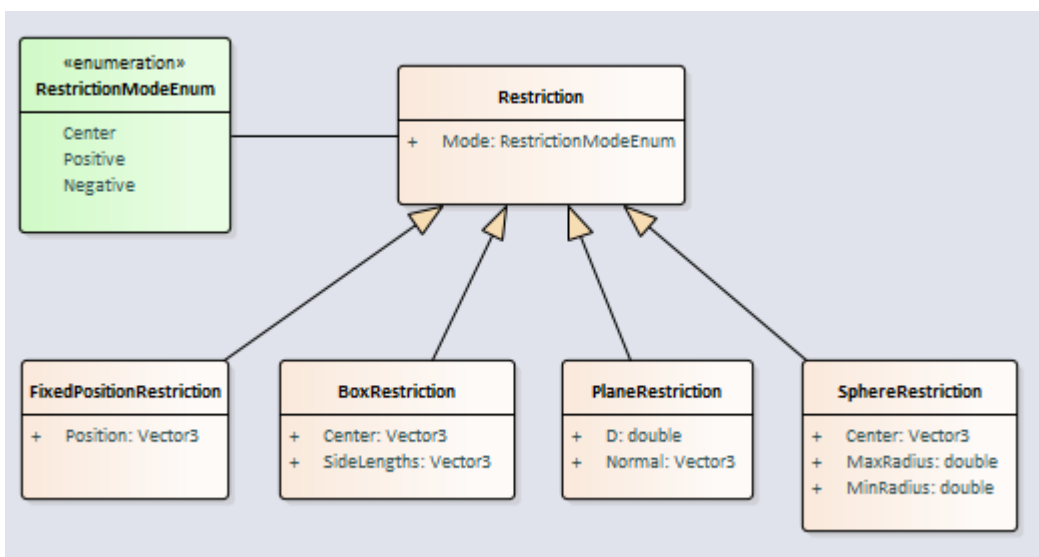 «enumeration»
RestrictionModeEnum
Center
Positive
Negative
Restriction
+ Mode: RestrictionModeEnum
FixedPositionRestriction
+ Position: Vector3
BoxRestriction
+ Center: Vector3
+ SideLengths: Vector3
PlaneRestriction
+ D: double
+ Normal: Vector3
SphereRestriction
+ Center: Vector3
+ MaxRadius: double
+ MinRadius: double